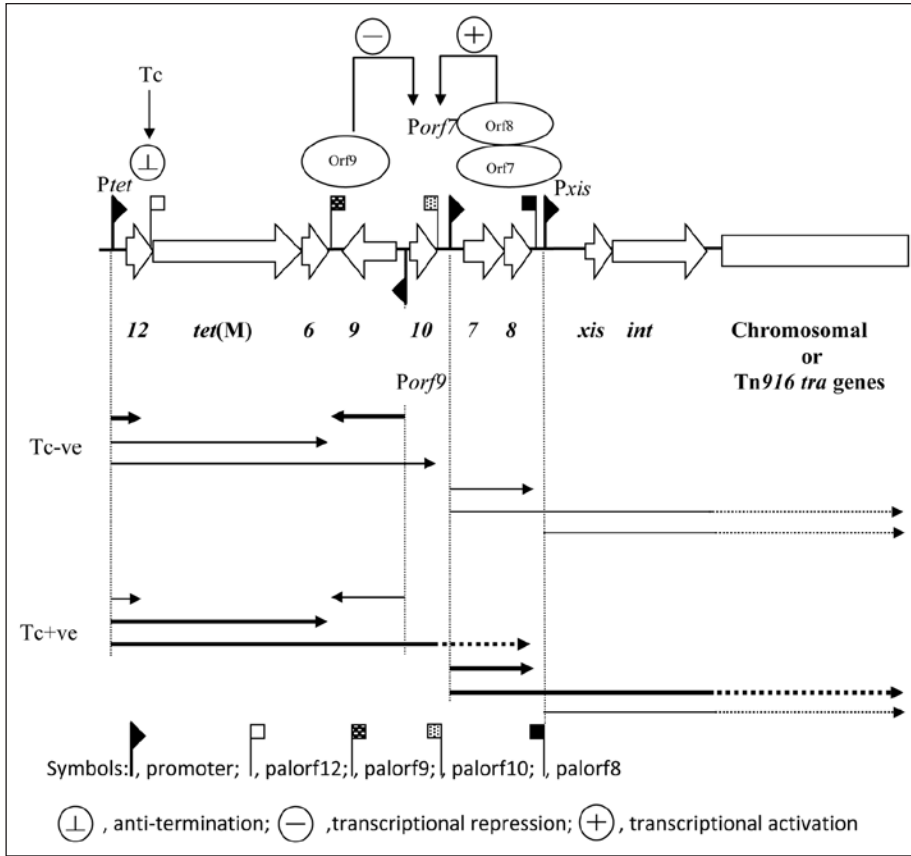 Tc
Porf7
Orf8
Orf9
Orf7
Ptet
Pxis
12 tet(M) 6 9 10 7 8 xis int Chromosomal
or
Tn916 tra genes
Porf9
Tc-ve
Tc+ve
Symbols: , promoter; , palorf12; , palorf9; , palorf10; , palorf8
⊥ , anti-termination; − ,transcriptional repression; + , transcriptional activation